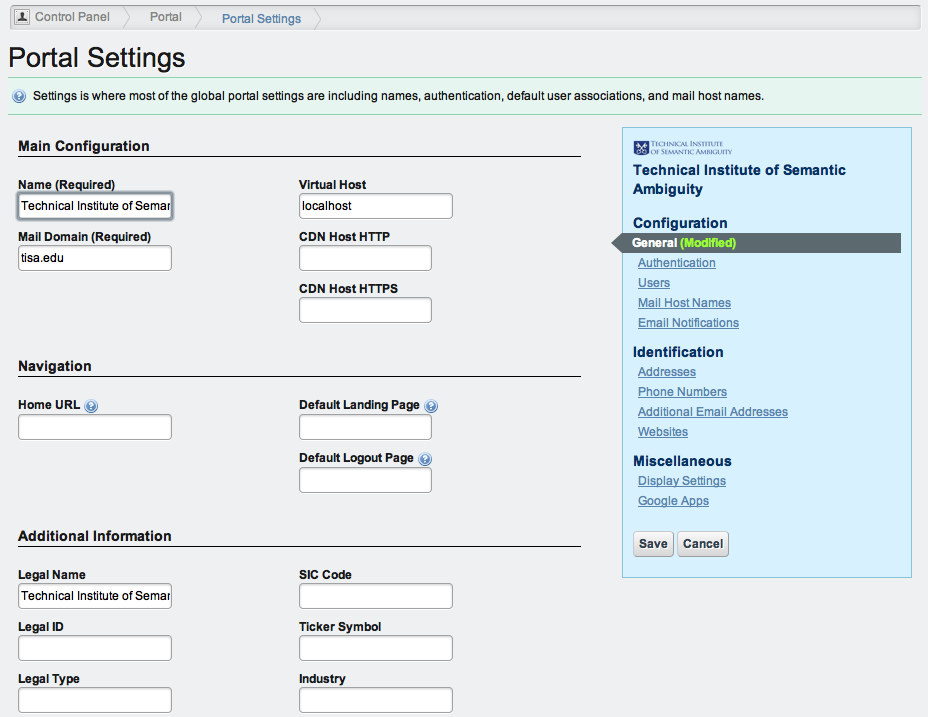 Control Panel
Portal
Portal Settings
Portal Settings
Settings is where most of the global portal settings are including names, authentication, default user associations, and mail host names.
Main Configuration
Name (Required)
Technical Institute of Semar
Mail Domain (Required)
tisa.edu
Virtual Host
localhost
CDN Host HTTP
CDN Host HTTPS
Navigation
Home URL
Default Landing Page
Default Logout Page
Additional Information
Legal Name
Technical Institute of Semar
Legal ID
Legal Type
SIC Code
Ticker Symbol
Industry
TECHNICAL INSTITUTE
OF SEMANTIC AMBIGUITY
Technical Institute of Semantic
Ambiguity
Configuration
General (Modified)
Authentication
Users
Mail Host Names
Email Notifications
Identification
Addresses
Phone Numbers
Additional Email Addresses
Websites
Miscellaneous
Display Settings
Google Apps
Save
Cancel